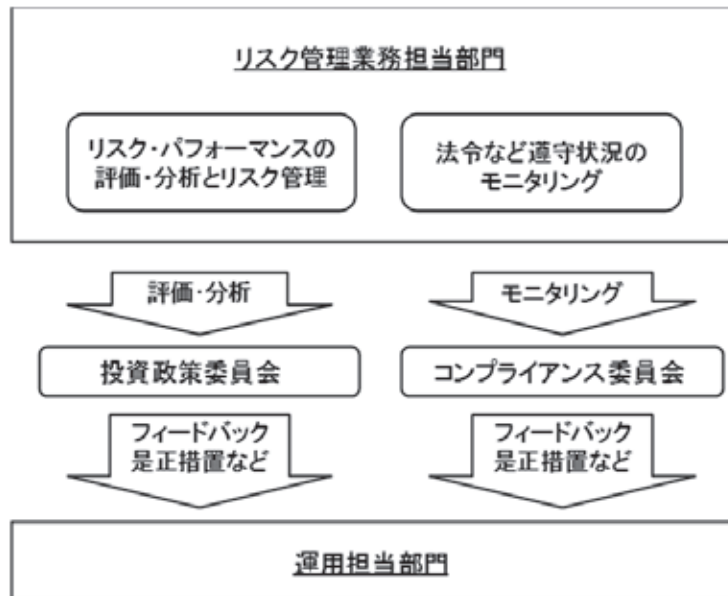 リスク管理業務担当部門
リスク・パフォーマンスの
評価・分析とリスク管理
法令など遵守状況の
モニタリング
評価・分析
モニタリング
投資政策委員会
コンプライアンス委員会
フィードバック
是正措置など
フィードバック
是正措置など
運用担当部門